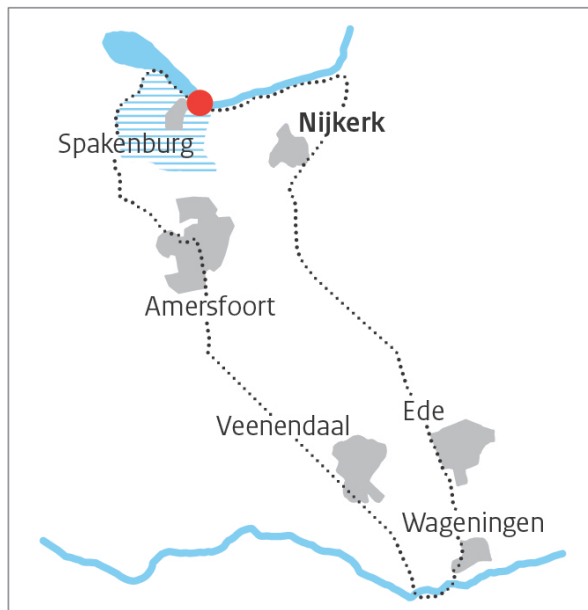 Nijkerk
Spakenburg
Amersfoort
Ede
Veenendaal
Wageningen